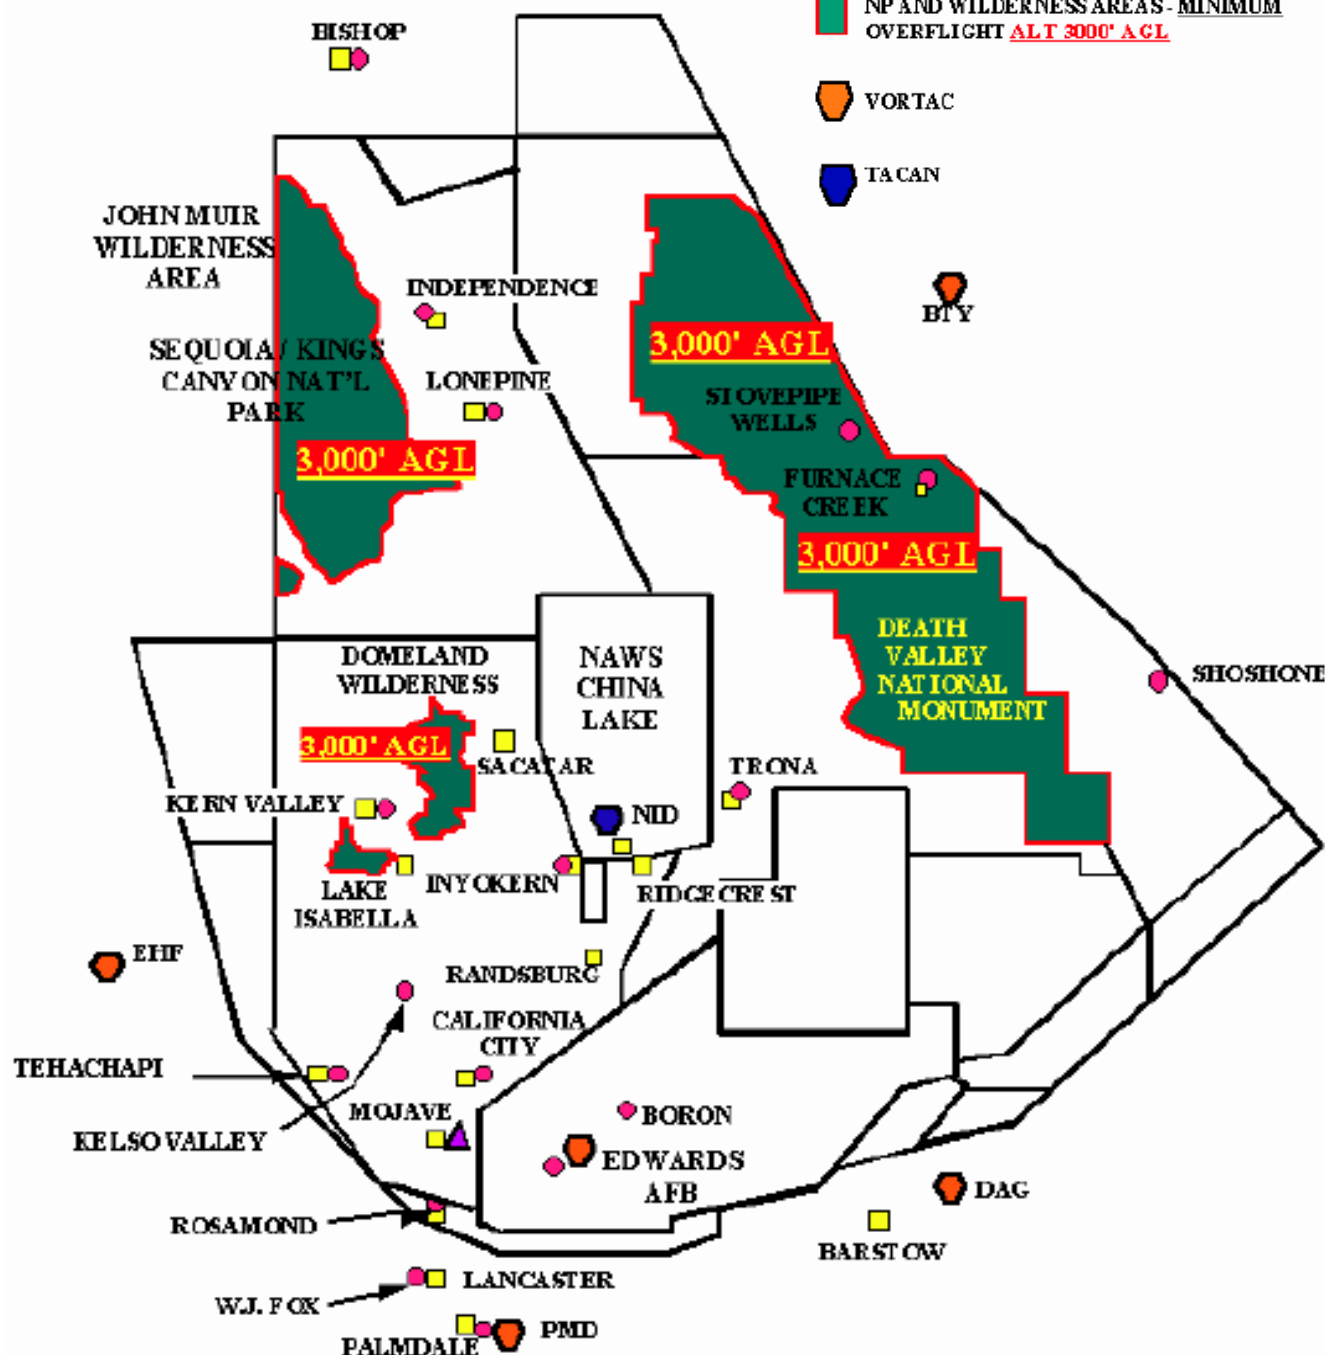 NP AND WILDERNESS AREAS - MINIMUM
OVERFLIGHT ALT 3000' AGL
BISHOP
VORTAC
TACAN
JOHN MUIR
WILDERNESS
AREA
INDEPENDENCE
BTY
SEQUOIA / KINGS
CANYON NAT'L
PARK
3,000' AGL
LONEPINE
3,000' AGL
STOVEPIPE
WELLS
FURNACE
CREEK
3,000' AGL
DEATH
VALLEY
NATIONAL
MONUMENT
SHOSHONE
DOMELAND
WILDERNESS
NAWS
CHINA
LAKE
3,000' AGL
SACATAR
TRONA
KERN VALLEY
NID
LAKE
ISABELLA
INYOKERN
RIDGECREST
EHF
RANDSBURG
CALIFORNIA
CITY
TEHACHAPI
MOJAVE
BORON
KELSO VALLEY
EDWARDS
AFB
DAG
ROSAMOND
BARSTOW
LANCASTER
W.J. FOX
PMD
PALMDALE